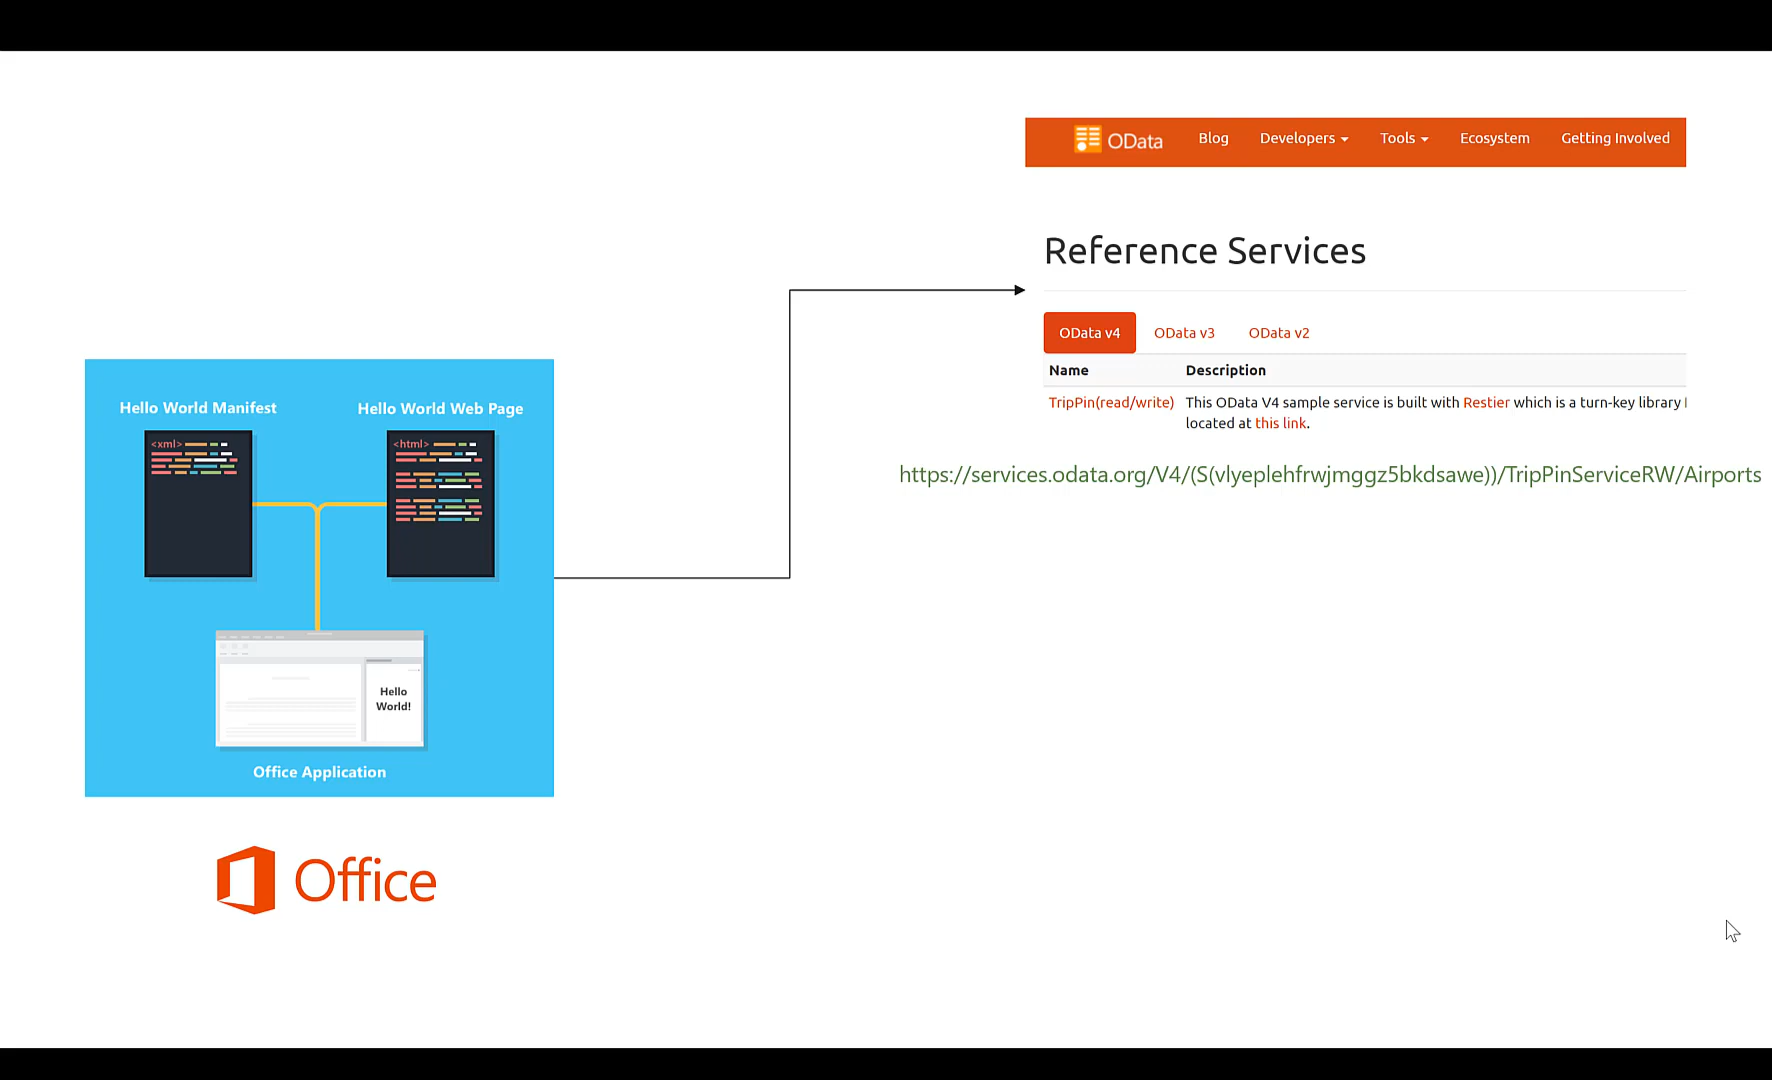 OData Blog Developers Tools Ecosystem Getting Involved
Reference Services
OData v4 OData v3 OData v2
Name Description
TripPin(read/write) This OData V4 sample service is built with Restier which is a turn-key library
located at this link.
https://services.odata.org/V4/(S(vlyeplehfrwjmggz5bkdsawe))/TripPinServiceRW/Airports
Hello World Manifest
Hello World Web Page
<xml>
<html>
Hello
World!
Office Application
Office